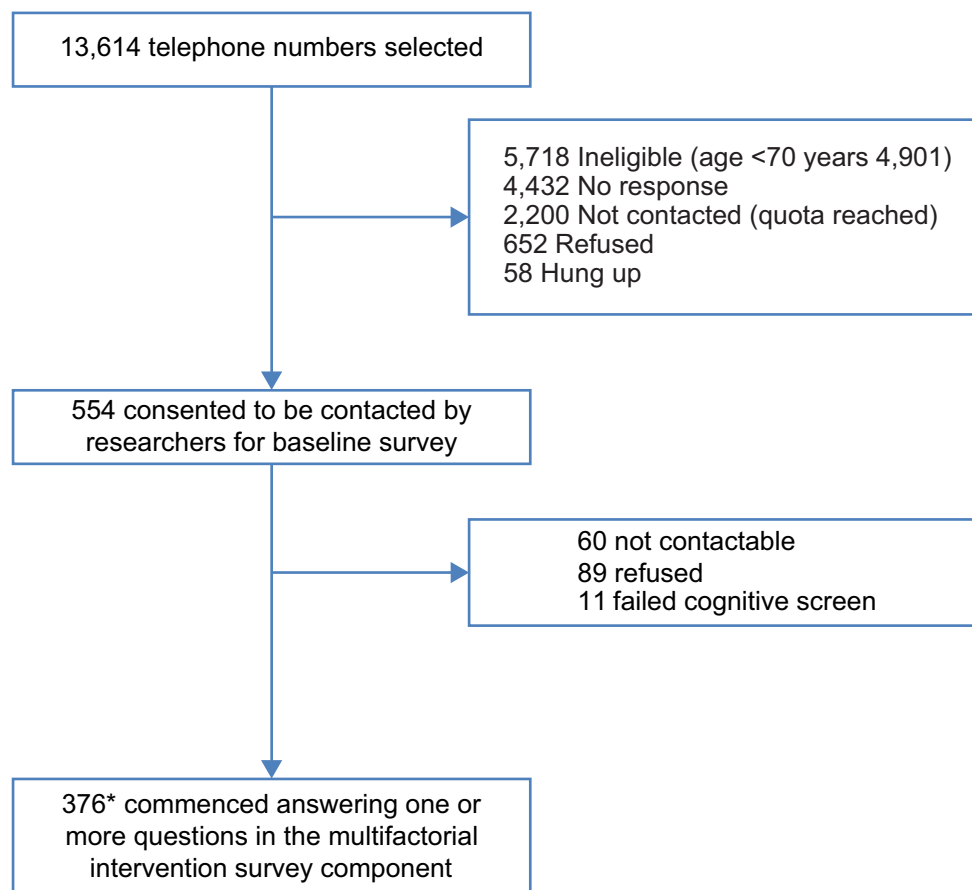 13,614 telephone numbers selected
5,718 Ineligible (age <70 years 4,901)
4,432 No response
2,200 Not contacted (quota reached)
652 Refused
58 Hung up
554 consented to be contacted by
researchers for baseline survey
60 not contactable
89 refused
11 failed cognitive screen
376* commenced answering one or
more questions in the multifactorial
intervention survey component